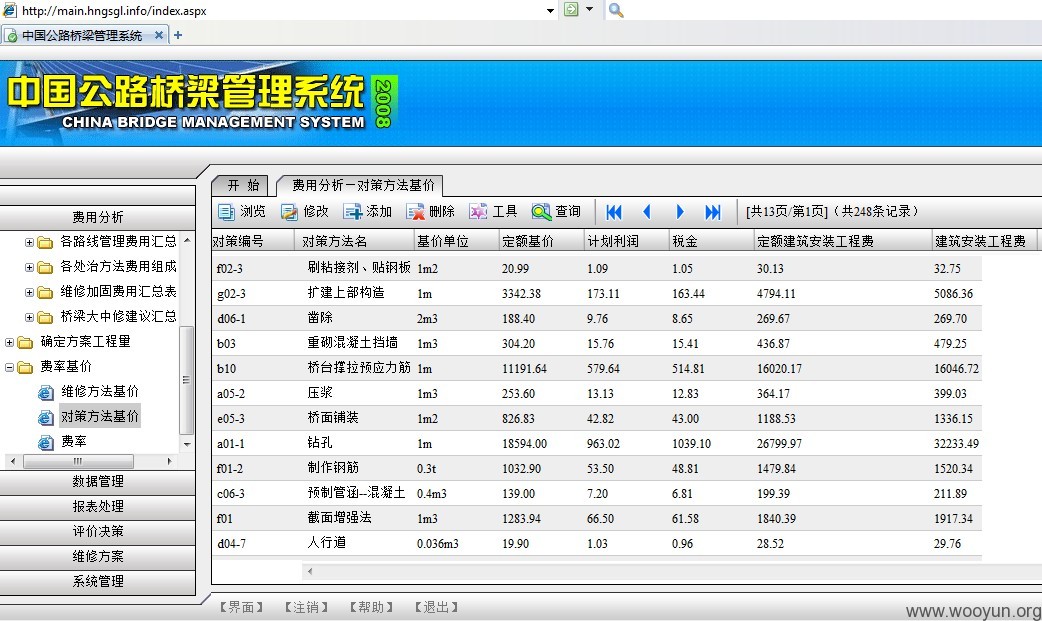 http://main.hngsgl.info/index.aspx
中国公路桥梁管理系统
中国公路桥梁管理系统 2008
CHINA BRIDGE MANAGEMENT SYSTEM
开 始 费用分析－对策方法基价
浏览 修改 添加 删除 工具 查询 [共13页/第1页]（共248条记录）
费用分析
各路线管理费用汇总
各处治方法费用组成
维修加固费用汇总表
桥梁大中修建议汇总
确定方案工程量
费率基价
维修方法基价
对策方法基价
费率
数据管理
报表处理
评价决策
维修方案
系统管理
对策编号 对策方法名 基价单位 定额基价 计划利润 税金 定额建筑安装工程费 建筑安装工程费
f02-3 刷粘接剂、贴钢板 1m2 20.99 1.09 1.05 30.13 32.75
g02-3 扩建上部构造 1m 3342.38 173.11 163.44 4794.11 5086.36
d06-1 凿除 2m3 188.40 9.76 8.65 269.67 269.70
b03 重砌混凝土挡墙 1m3 304.20 15.76 15.41 436.87 479.25
b10 桥台撑拉预应力筋 1m 11191.64 579.64 514.81 16020.17 16046.72
a05-2 压浆 1m3 253.60 13.13 12.83 364.17 399.03
e05-3 桥面铺装 1m2 826.83 42.82 43.00 1188.53 1336.15
a01-1 钻孔 1m 18594.00 963.02 1039.10 26799.97 32233.49
f01-2 制作钢筋 0.3t 1032.90 53.50 48.81 1479.84 1520.34
c06-3 预制管涵--混凝土 0.4m3 139.00 7.20 6.81 199.39 211.89
f01 截面增强法 1m3 1283.94 66.50 61.58 1840.39 1917.34
d04-7 人行道 0.036m3 19.90 1.03 0.96 28.52 29.76
【界面】 【注销】 【帮助】 【退出】
www.wooyun.org